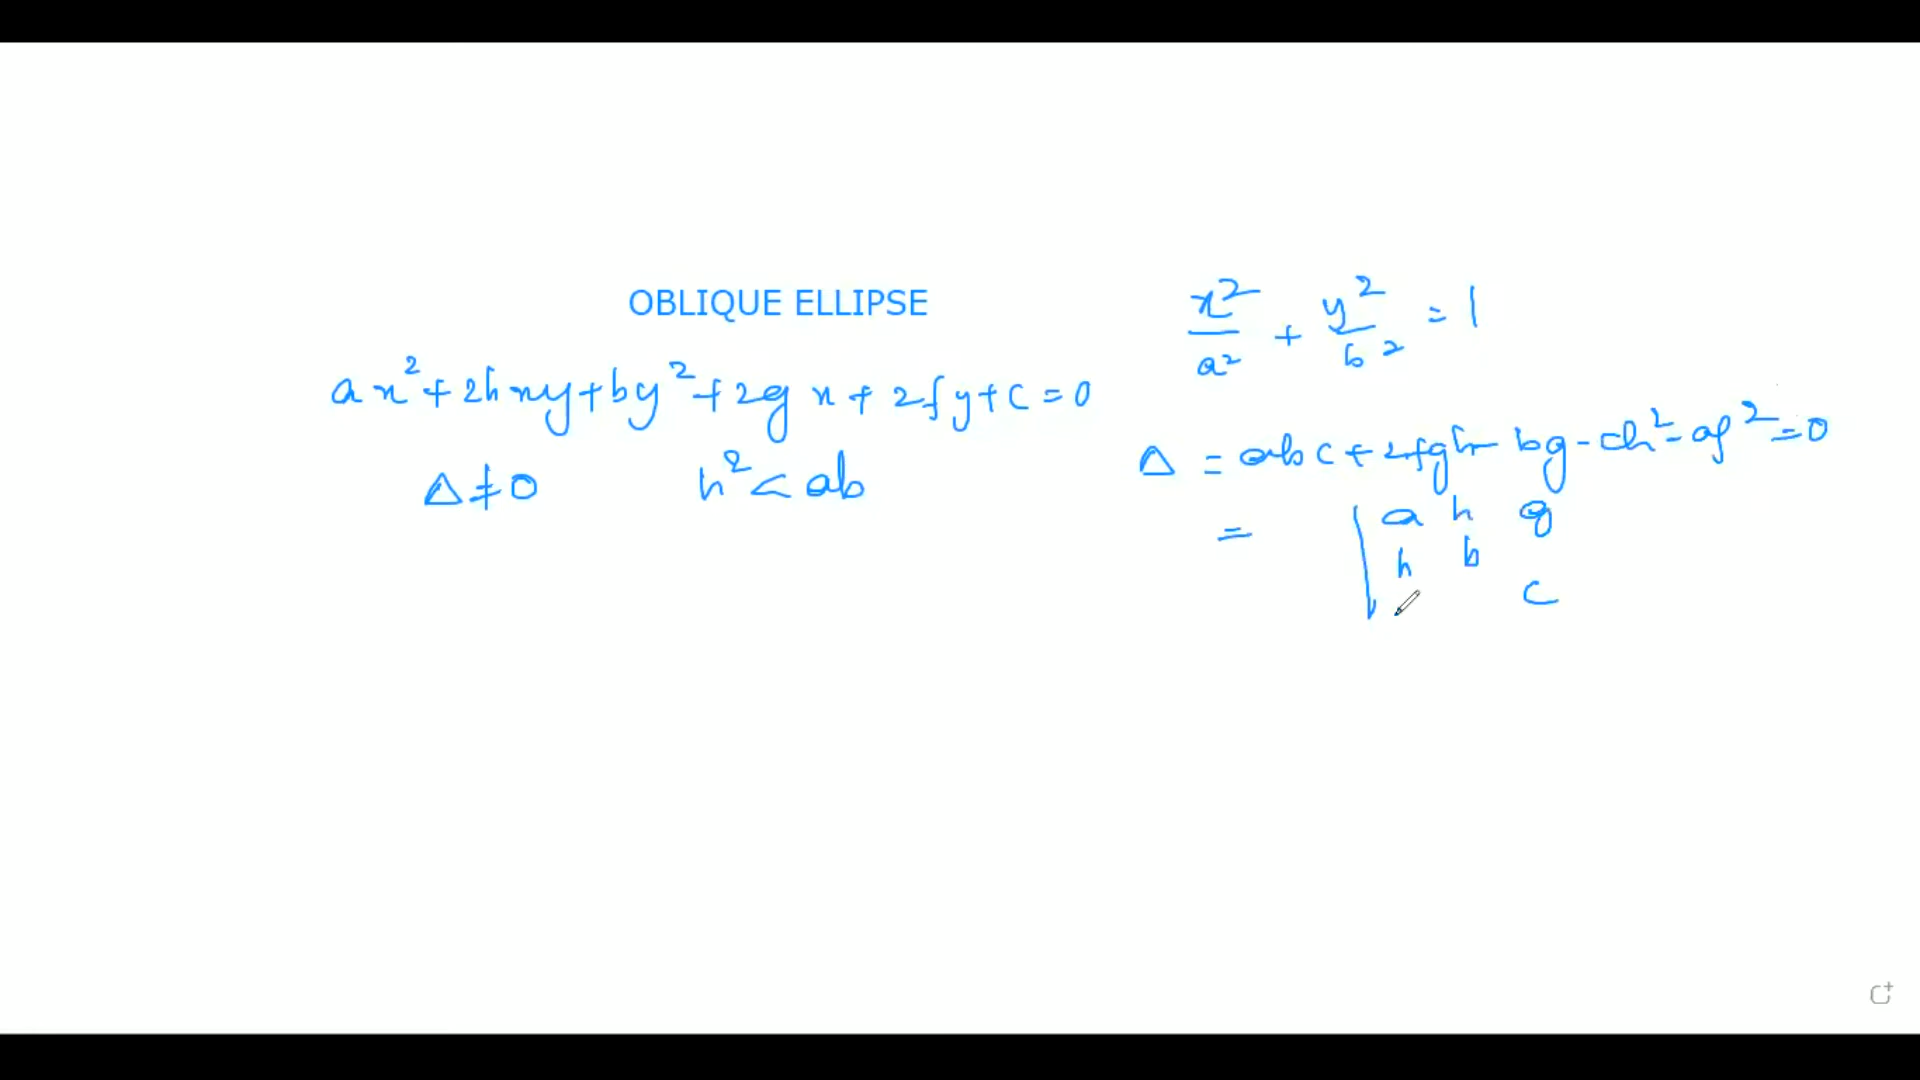 OBLIQUE ELLIPSE
ax² + 2hxy + by² + 2gx + 2fy + c = 0
Δ ≠ 0 h² < ab
x²/a² + y²/b² = 1
Δ = abc + 2fgh - bg - ch² - af² = 0
= | a h g
h b
c